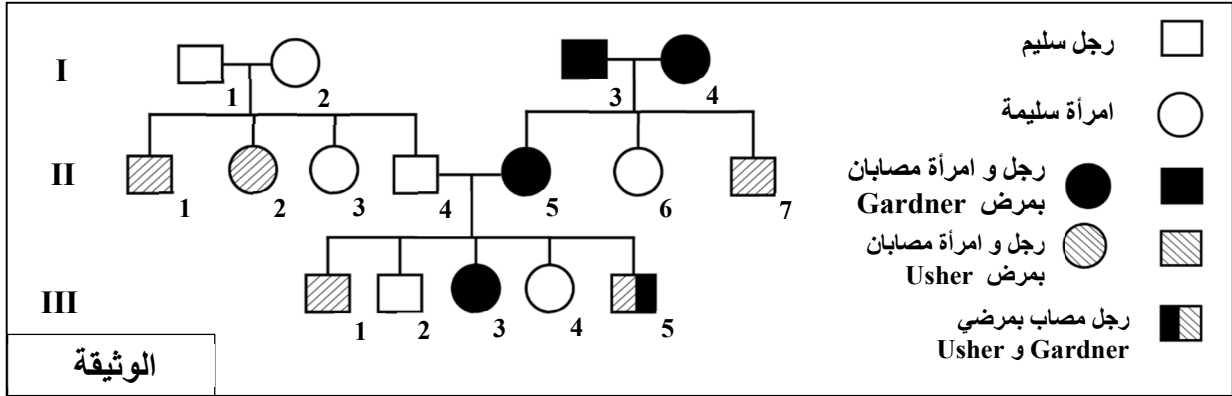 I
1
2
3
4
II
1
2
3
4
5
6
7
III
1
2
3
4
5
الوثيقة
رجل سليم
امرأة سليمة
رجل و امرأة مصابان
بمرض Gardner
رجل و امرأة مصابان
بمرض Usher
رجل مصاب بمرضي
Gardner و Usher